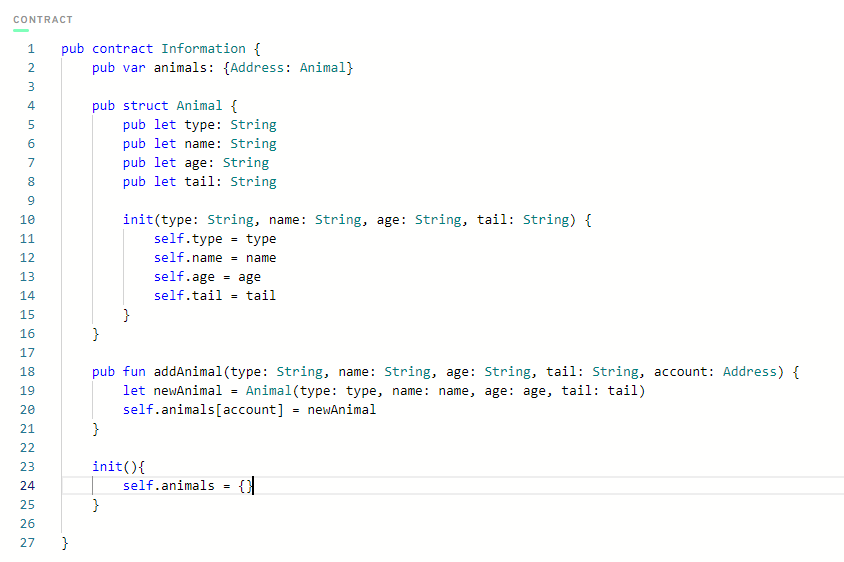 CONTRACT
1 pub contract Information {
2 pub var animals: {Address: Animal}
3
4 pub struct Animal {
5 pub let type: String
6 pub let name: String
7 pub let age: String
8 pub let tail: String
9
10 init(type: String, name: String, age: String, tail: String) {
11 self.type = type
12 self.name = name
13 self.age = age
14 self.tail = tail
15 }
16 }
17
18 pub fun addAnimal(type: String, name: String, age: String, tail: String, account: Address) {
19 let newAnimal = Animal(type: type, name: name, age: age, tail: tail)
20 self.animals[account] = newAnimal
21 }
22
23 init(){
24 self.animals = {}
25 }
26
27 }